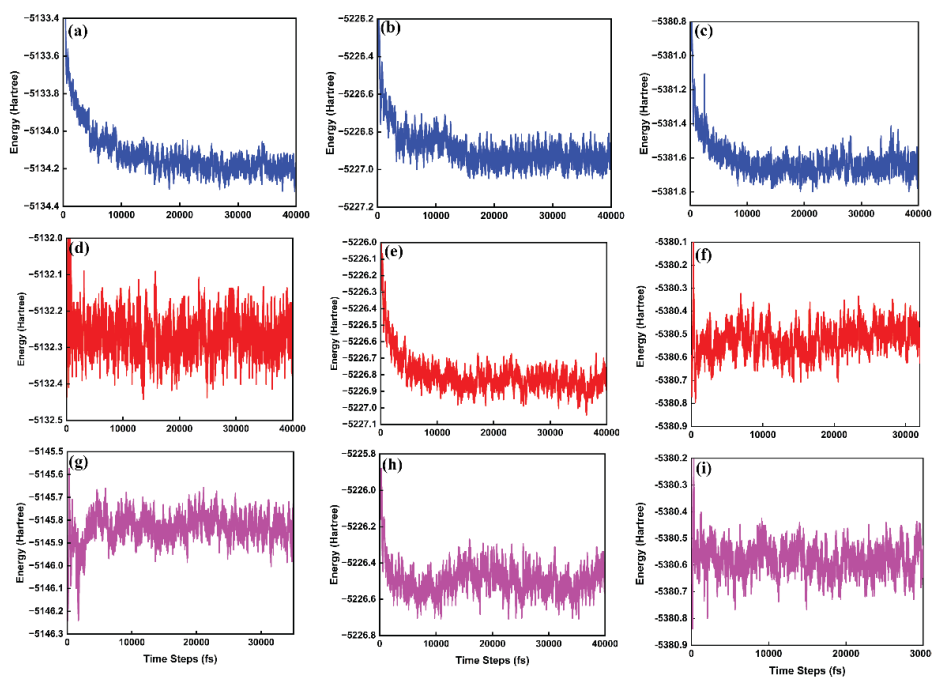 (a)
Energy (Hartree)
−5133.4
−5133.6
−5133.8
−5134.0
−5134.2
−5134.4
0 10000 20000 30000 40000
(b)
Energy (Hartree)
−5226.2
−5226.4
−5226.6
−5226.8
−5227.0
−5227.2
0 10000 20000 30000 40000
(c)
Energy (Hartree)
−5380.8
−5381.0
−5381.2
−5381.4
−5381.6
−5381.8
0 10000 20000 30000 40000
(d)
Energy (Hartree)
−5132.0
−5132.1
−5132.2
−5132.3
−5132.4
−5132.5
0 10000 20000 30000 40000
(e)
Energy (Hartree)
−5226.0
−5226.1
−5226.2
−5226.3
−5226.4
−5226.5
−5226.6
−5226.7
−5226.8
−5226.9
−5227.0
−5227.1
0 10000 20000 30000 40000
(f)
Energy (Hartree)
−5380.1
−5380.2
−5380.3
−5380.4
−5380.5
−5380.6
−5380.7
−5380.8
−5380.9
0 10000 20000 30000
(g)
Energy (Hartree)
−5145.5
−5145.6
−5145.7
−5145.8
−5145.9
−5146.0
−5146.1
−5146.2
−5146.3
0 10000 20000 30000
Time Steps (fs)
(h)
Energy (Hartree)
−5225.8
−5226.0
−5226.2
−5226.4
−5226.6
−5226.8
0 10000 20000 30000 40000
Time Steps (fs)
(i)
Energy (Hartree)
−5380.2
−5380.3
−5380.5
−5380.6
−5380.7
−5380.8
−5380.9
0 10000 20000 3000
Time Steps (fs)